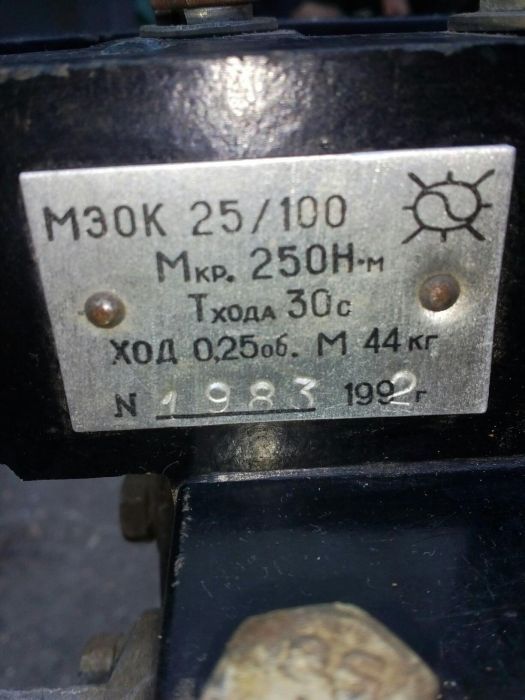 МЭОК 25/100
Мкр. 250Н·м
Тхода 30с
ХОД 0,25об. М 44кг
N 1983 1992г